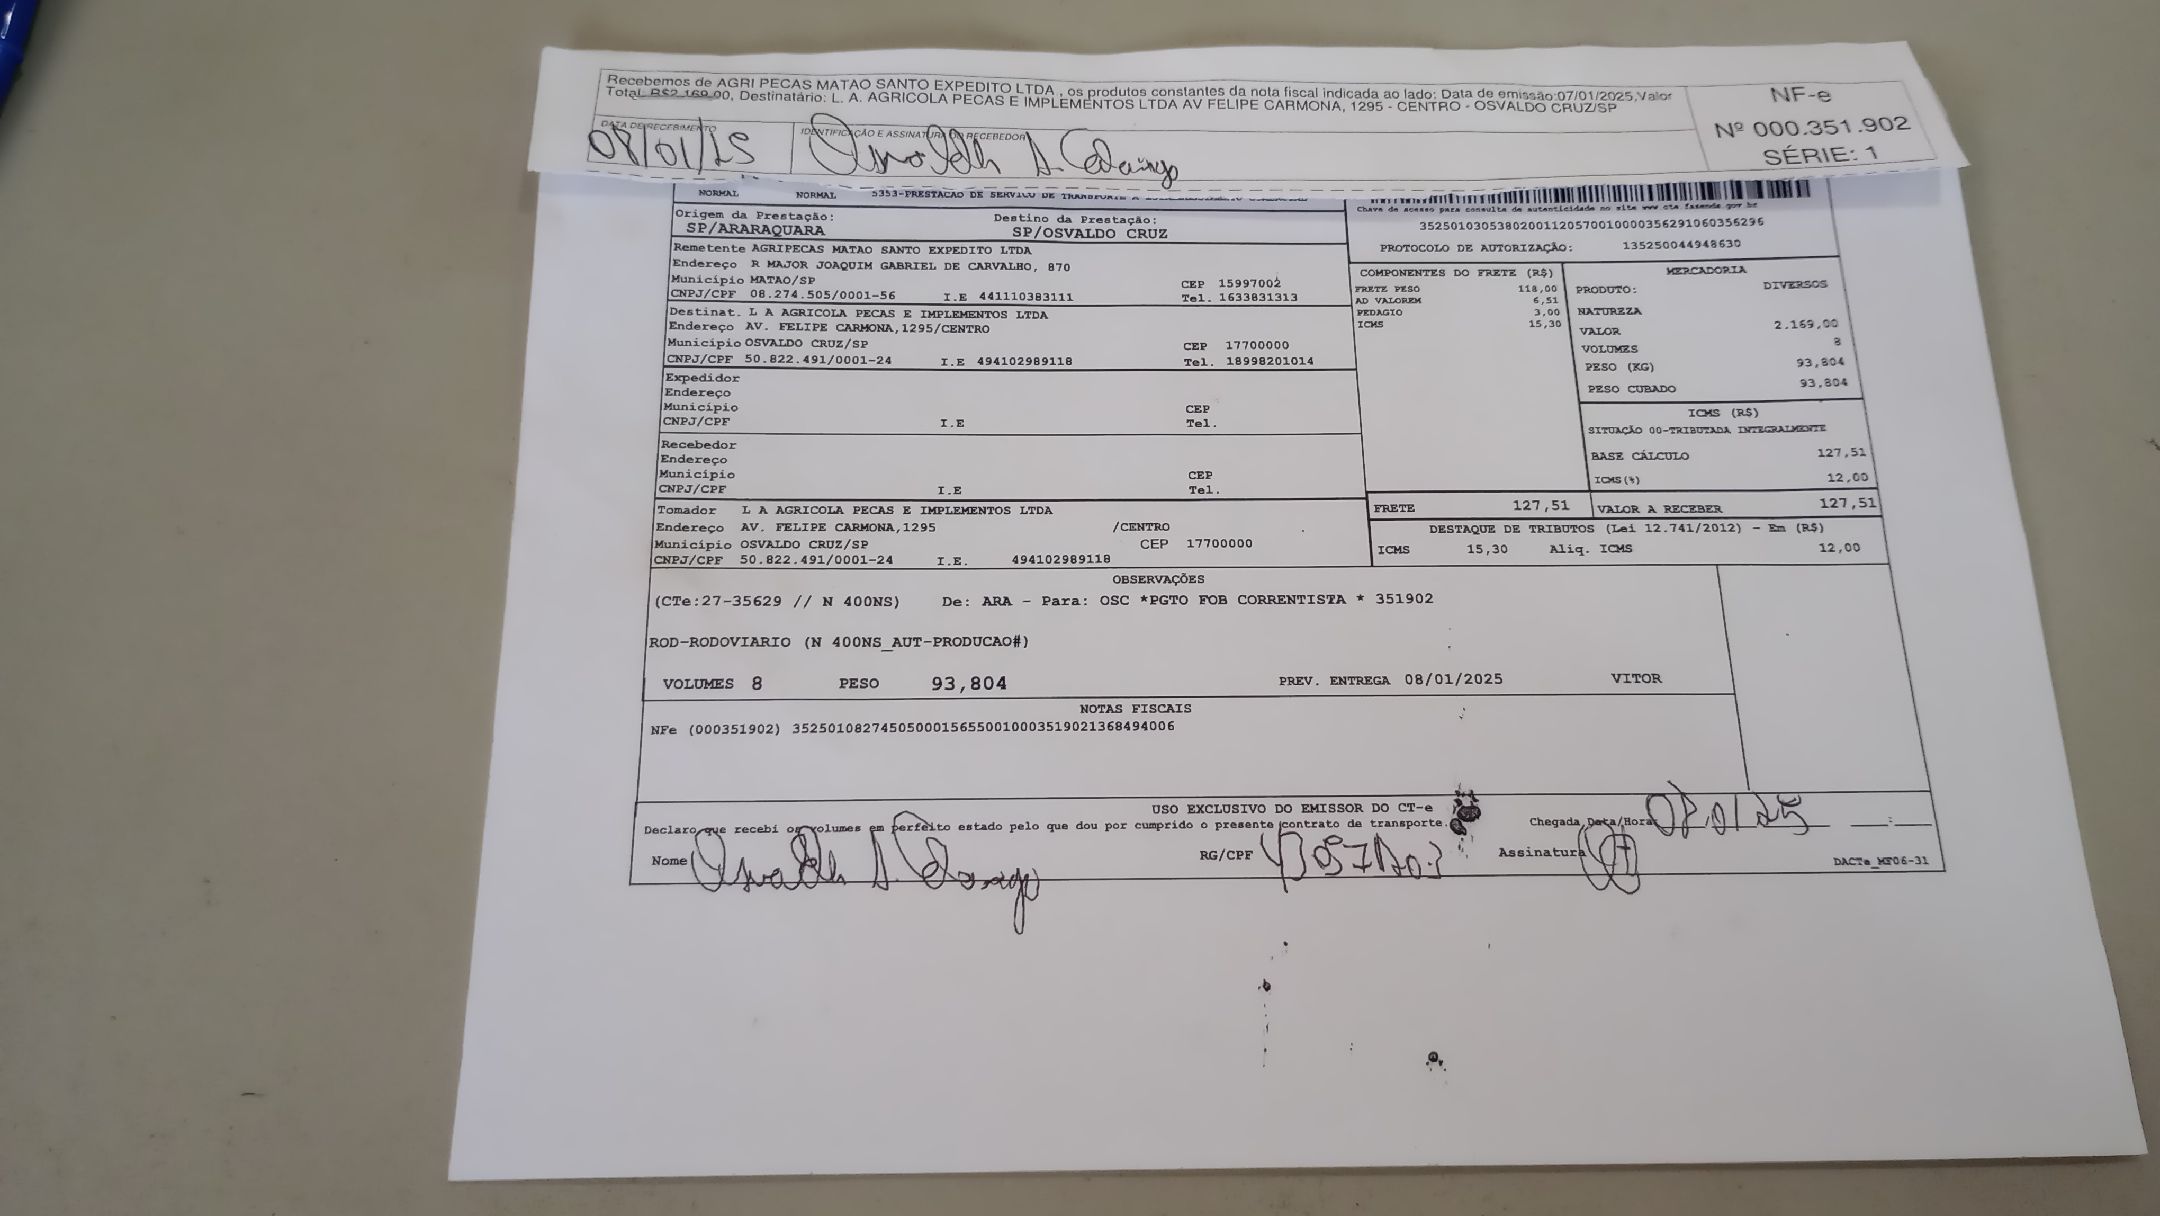 Recebemos de AGRI PECAS MATAO SANTO EXPEDITO LTDA , os produtos constantes da nota fiscal indicada ao lado: Data de emissão:07/01/2025,Valor
Total R$2.169,00, Destinatário: L. A. AGRICOLA PECAS E IMPLEMENTOS LTDA AV FELIPE CARMONA, 1295 - CENTRO - OSVALDO CRUZ/SP
NF-e
Nº 000.351.902
SÉRIE: 1
DATA DE RECEBIMENTO
IDENTIFICAÇÃO E ASSINATURA DO RECEBEDOR
08/01/25
NORMAL NORMAL 5353-PRESTACAO DE SERVICO DE TRANSPORTE A
Chave de acesso para consulta de autenticidade no site www cte fazenda gov br
PROTOCOLO DE AUTORIZAÇÃO: 135250044948630
Origem da Prestação: Destino da Prestação:
SP/ARARAQUARA SP/OSVALDO CRUZ
Remetente AGRIPECAS MATAO SANTO EXPEDITO LTDA
Endereço R MAJOR JOAQUIM GABRIEL DE CARVALHO, 870
Município MATAO/SP CEP 15997002
CNPJ/CPF 08.274.505/0001-56 I.E 441110383111 Tel. 1633831313
Destinat. L A AGRICOLA PECAS E IMPLEMENTOS LTDA
Endereço AV. FELIPE CARMONA,1295/CENTRO
Município OSVALDO CRUZ/SP CEP 17700000
CNPJ/CPF 50.822.491/0001-24 I.E 494102989118 Tel. 18998201014
Expedidor
Endereço
Município CEP
CNPJ/CPF I.E Tel.
Recebedor
Endereço
Município CEP
CNPJ/CPF I.E Tel.
Tomador L A AGRICOLA PECAS E IMPLEMENTOS LTDA
Endereço AV. FELIPE CARMONA,1295 /CENTRO
Município OSVALDO CRUZ/SP CEP 17700000
CNPJ/CPF 50.822.491/0001-24 I.E. 494102989118
COMPONENTES DO FRETE (R$)
FRETE PESO 118,00
AD VALOREM 6,51
PEDAGIO 3,00
ICMS 15,30
MERCADORIA
PRODUTO: DIVERSOS
NATUREZA
VALOR 2.169,00
VOLUMES 8
PESO (KG) 93,804
PESO CUBADO 93,804
ICMS (R$)
SITUAÇÃO 00-TRIBUTADA INTEGRALMENTE
BASE CÁLCULO 127,51
ICMS(%) 12,00
FRETE 127,51 VALOR A RECEBER 127,51
DESTAQUE DE TRIBUTOS (Lei 12.741/2012) - Em (R$)
ICMS 15,30 Aliq. ICMS 12,00
OBSERVAÇÕES
(CTe:27-35629 // N 400NS) De: ARA - Para: OSC *PGTO FOB CORRENTISTA * 351902
ROD-RODOVIARIO (N 400NS_AUT-PRODUCAO#)
VOLUMES 8 PESO 93,804 PREV. ENTREGA 08/01/2025 VITOR
NOTAS FISCAIS
NFe (000351902) 35250108274505000156550010003519021368494006
USO EXCLUSIVO DO EMISSOR DO CT-e
Declaro que recebi os volumes em perfeito estado pelo que dou por cumprido o presente contrato de transporte.
Chegada Data/Hora
Nome RG/CPF Assinatura
DACTe_MF06-31